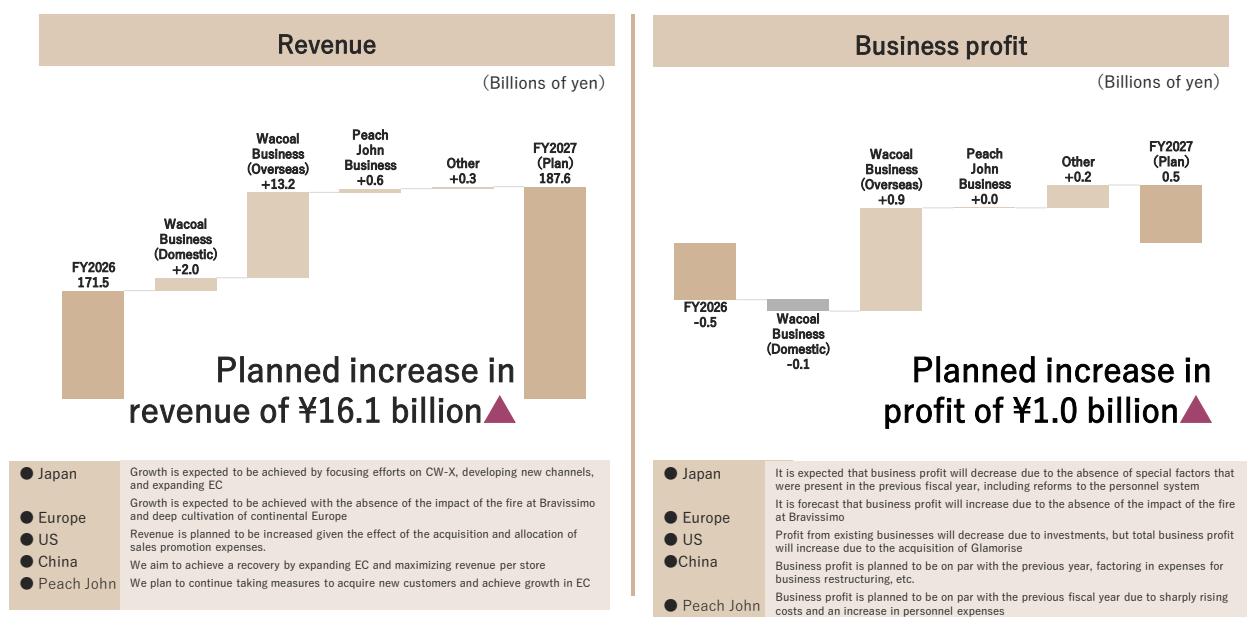 Revenue
(Billions of yen)
FY2026
171.5
Wacoal
Business
(Domestic)
+2.0
Wacoal
Business
(Overseas)
+13.2
Peach
John
Business
+0.6
Other
+0.3
FY2027
(Plan)
187.6
Planned increase in
revenue of ¥16.1 billion▲
● Japan
Growth is expected to be achieved by focusing efforts on CW-X, developing new channels,
and expanding EC
● Europe
Growth is expected to be achieved with the absence of the impact of the fire at Bravissimo
and deep cultivation of continental Europe
● US
Revenue is planned to be increased given the effect of the acquisition and allocation of
sales promotion expenses.
● China
We aim to achieve a recovery by expanding EC and maximizing revenue per store
● Peach John
We plan to continue taking measures to acquire new customers and achieve growth in EC
Business profit
(Billions of yen)
FY2026
-0.5
Wacoal
Business
(Domestic)
-0.1
Wacoal
Business
(Overseas)
+0.9
Peach
John
Business
+0.0
Other
+0.2
FY2027
(Plan)
0.5
Planned increase in
profit of ¥1.0 billion▲
● Japan
It is expected that business profit will decrease due to the absence of special factors that
were present in the previous fiscal year, including reforms to the personnel system
● Europe
It is forecast that business profit will increase due to the absence of the impact of the fire
at Bravissimo
● US
Profit from existing businesses will decrease due to investments, but total business profit
will increase due to the acquisition of Glamorise
●China
Business profit is planned to be on par with the previous year, factoring in expenses for
business restructuring, etc.
● Peach John
Business profit is planned to be on par with the previous fiscal year due to sharply rising
costs and an increase in personnel expenses